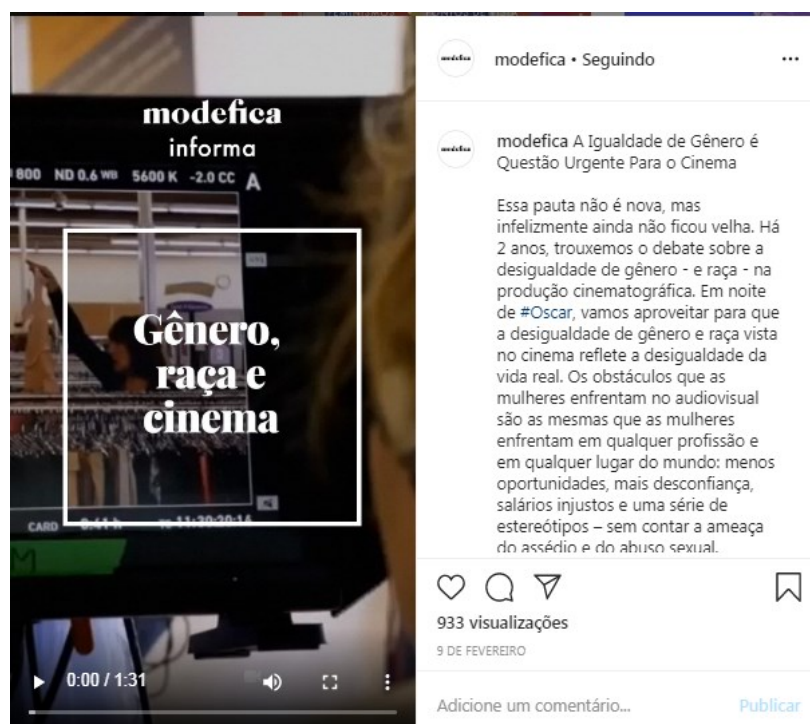 modefica
informa
800 ND 0.6 WB 5600 K -2.0 CC A
Gênero,
raça e
cinema
CARD
0:00 / 1:31
modefica • Seguindo
modefica A Igualdade de Gênero é
Questão Urgente Para o Cinema
Essa pauta não é nova, mas
infelizmente ainda não ficou velha. Há
2 anos, trouxemos o debate sobre a
desigualdade de gênero - e raça - na
produção cinematográfica. Em noite
de #Oscar, vamos aproveitar para que
a desigualdade de gênero e raça vista
no cinema reflete a desigualdade da
vida real. Os obstáculos que as
mulheres enfrentam no audiovisual
são as mesmas que as mulheres
enfrentam em qualquer profissão e
em qualquer lugar do mundo: menos
oportunidades, mais desconfiança,
salários injustos e uma série de
estereótipos – sem contar a ameaça
do assédio e do abuso sexual.
933 visualizações
9 DE FEVEREIRO
Adicione um comentário...
Publicar